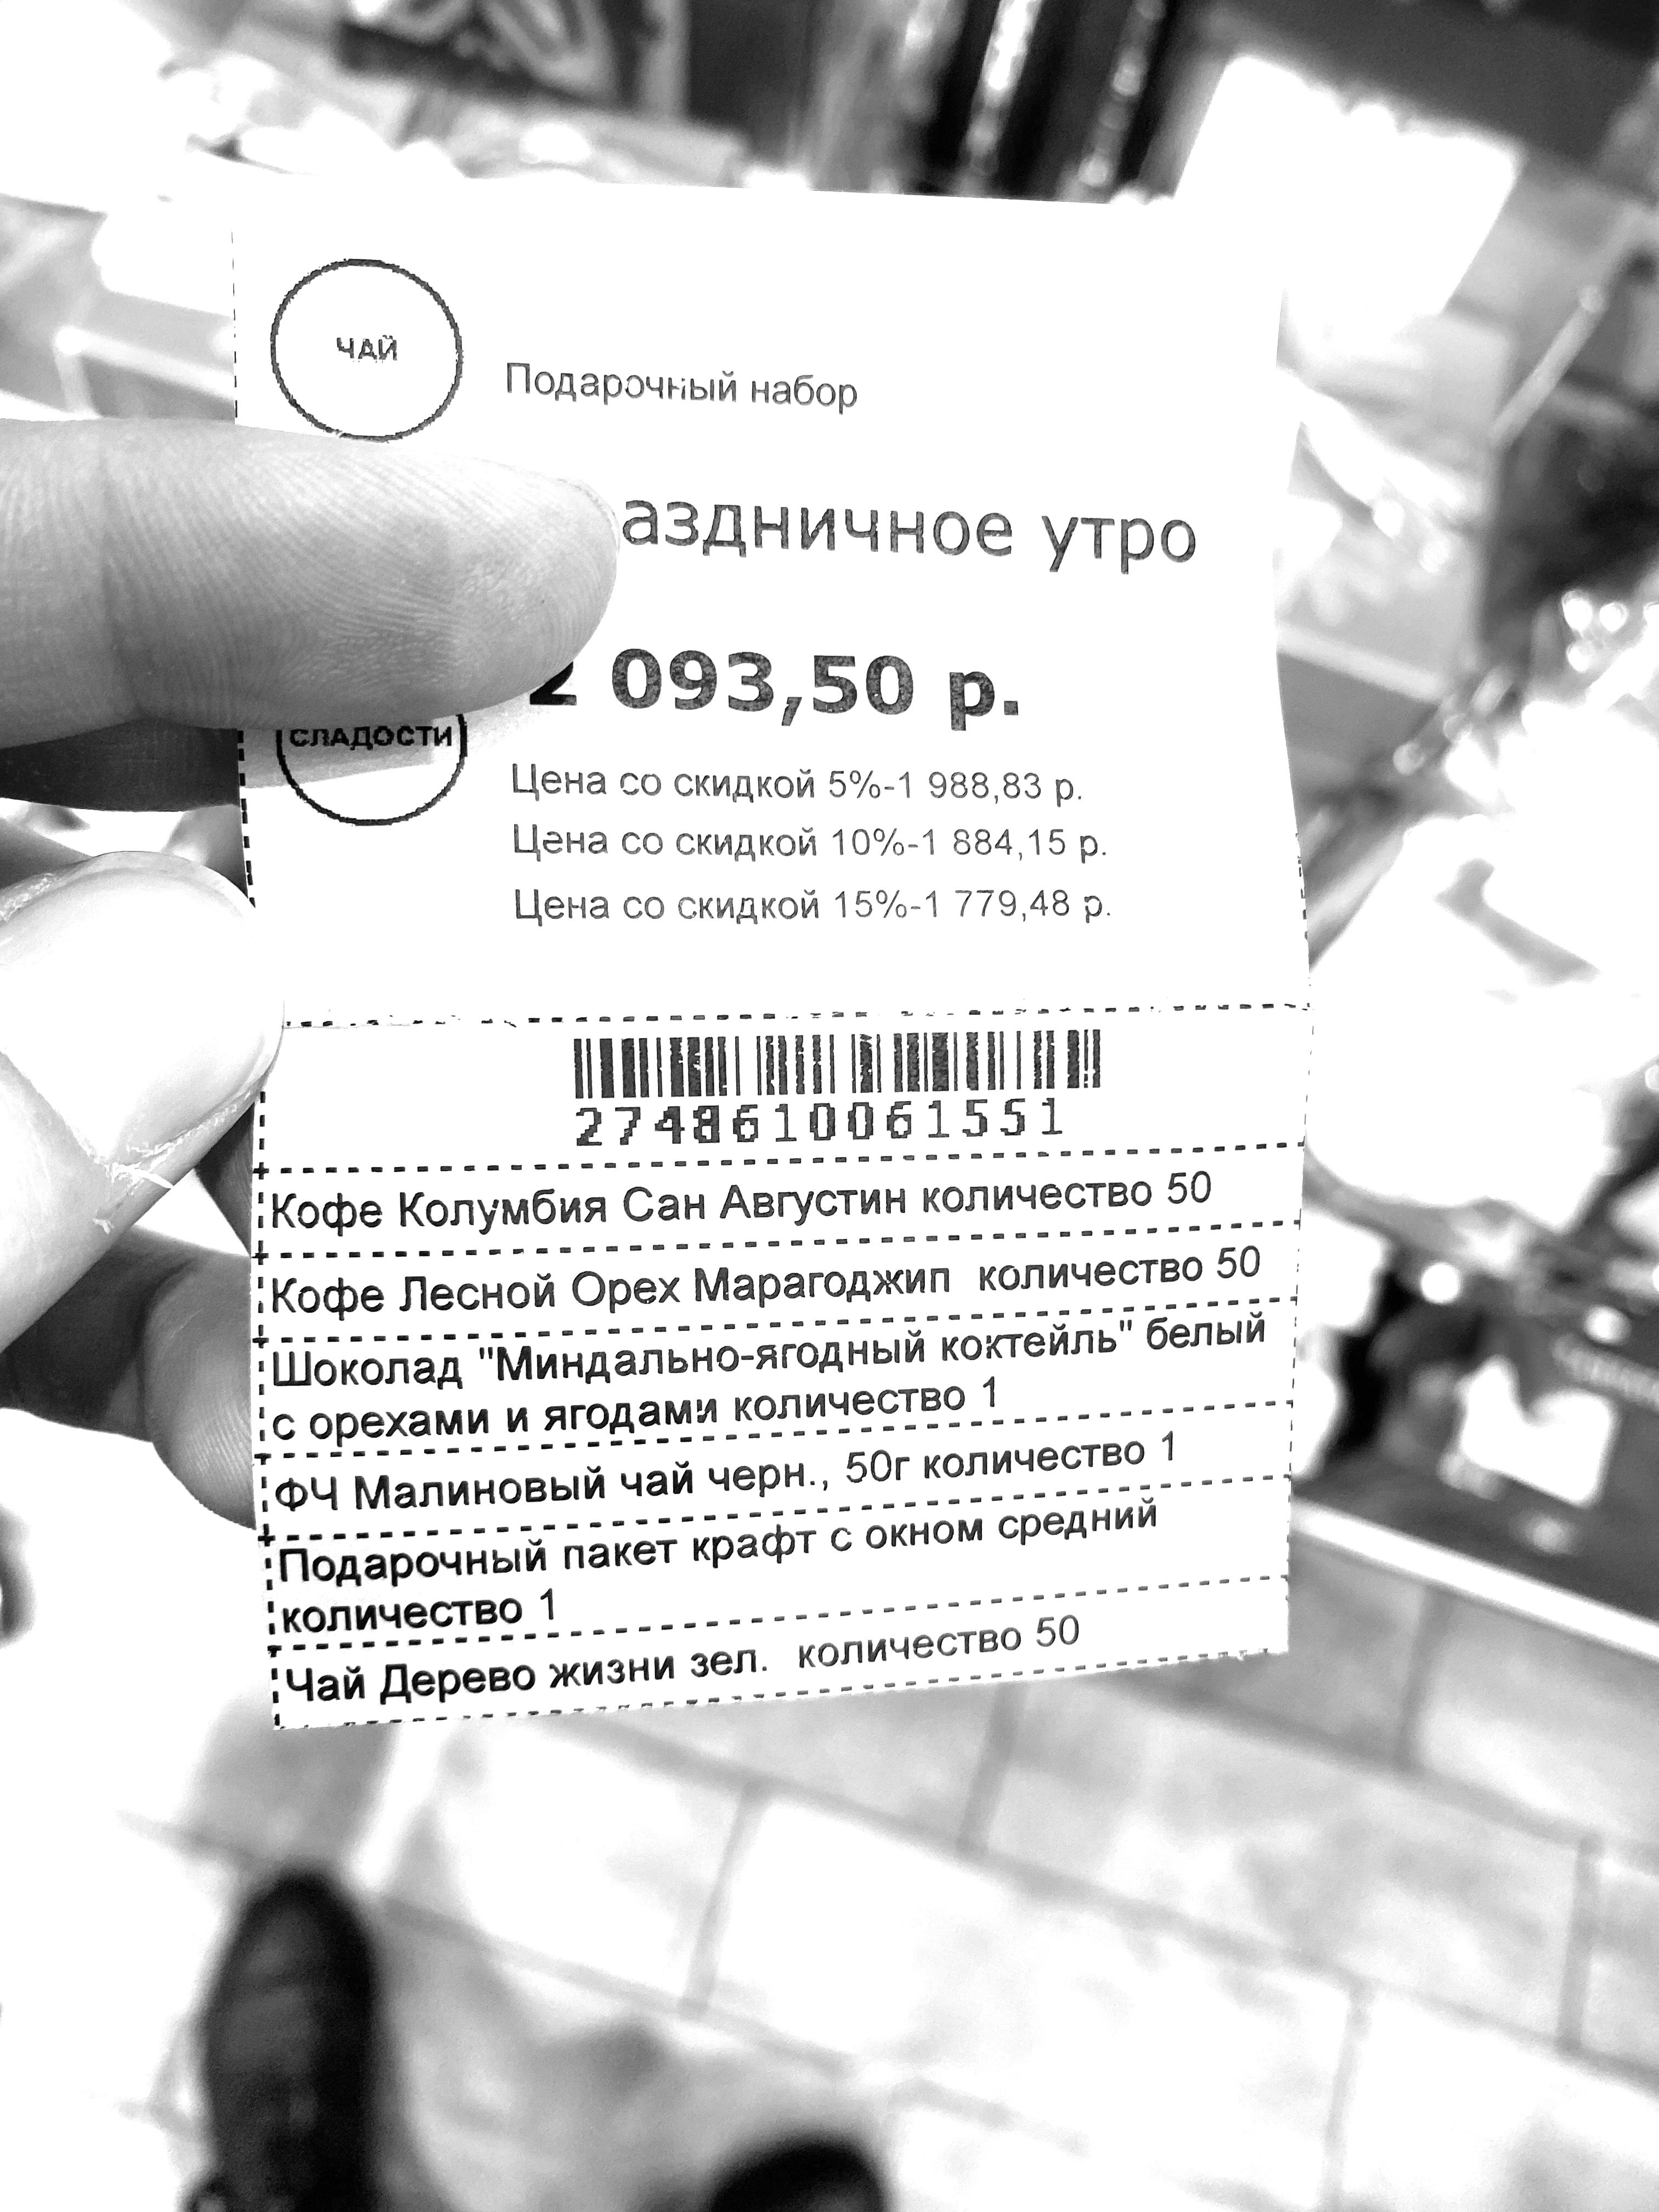 ЧАЙ
Подарочный набор
аздничное утро
2 093,50 р.
СЛАДОСТИ
Цена со скидкой 5%-1 988,83 р.
Цена со скидкой 10%-1 884,15 р.
Цена со скидкой 15%-1 779,48 р.
2748610061551
Кофе Колумбия Сан Августин количество 50
Кофе Лесной Орех Марагоджип количество 50
Шоколад "Миндально-ягодный коктейль" белый
с орехами и ягодами количество 1
ФЧ Малиновый чай черн., 50г количество 1
Подарочный пакет крафт с окном средний
количество 1
Чай Дерево жизни зел. количество 50